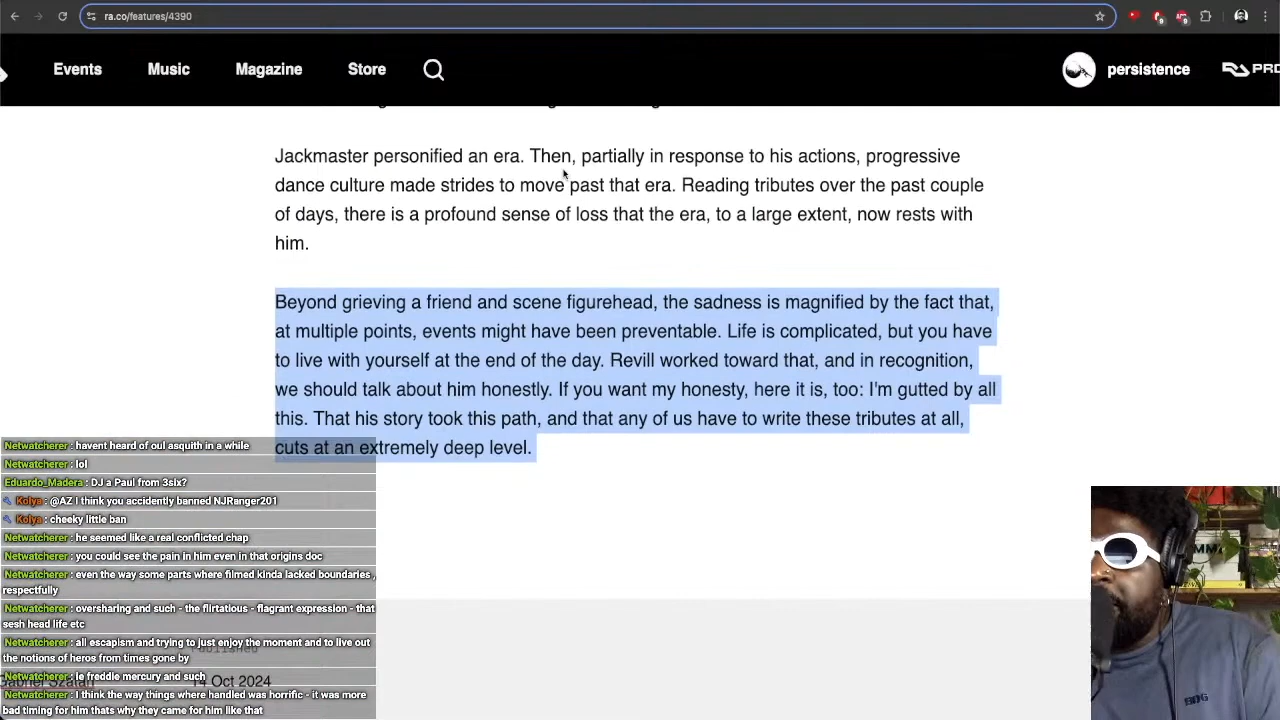 ra.co/features/4390
Events Music Magazine Store
persistence
PRO
Jackmaster personified an era. Then, partially in response to his actions, progressive
dance culture made strides to move past that era. Reading tributes over the past couple
of days, there is a profound sense of loss that the era, to a large extent, now rests with
him.
Beyond grieving a friend and scene figurehead, the sadness is magnified by the fact that,
at multiple points, events might have been preventable. Life is complicated, but you have
to live with yourself at the end of the day. Revill worked toward that, and in recognition,
we should talk about him honestly. If you want my honesty, here it is, too: I'm gutted by all
this. That his story took this path, and that any of us have to write these tributes at all,
cuts at an extremely deep level.
Netwatcherer : havent heard of oul asquith in a while
Netwatcherer : lol
Eduardo_Madera : DJ a Paul from 3six?
Kolya : @AZ I think you accidently banned NJRanger201
Kolya : cheeky little ban
Netwatcherer : he seemed like a real conflicted chap
Netwatcherer : you could see the pain in him even in that origins doc
Netwatcherer : even the way some parts where filmed kinda lacked boundaries ,
respectfully
Netwatcherer : oversharing and such - the flirtatious - flagrant expression - that
sesh head life etc
Netwatcherer : all escapism and trying to just enjoy the moment and to live out
the notions of heros from times gone by
Netwatcherer : le freddie mercury and such
14 Oct 2024
Netwatcherer : I think the way things where handled was horrific - it was more
bad timing for him thats why they came for him like that